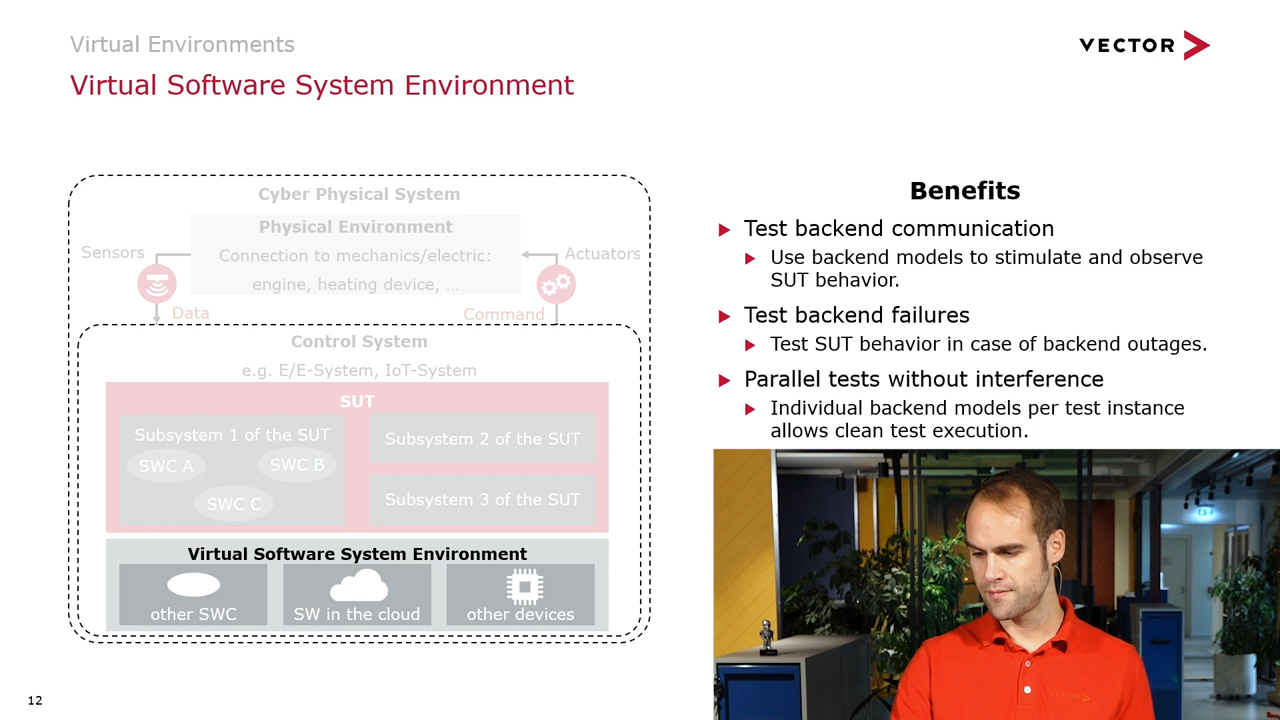 Virtual Environments
VECTOR
Virtual Software System Environment
Cyber Physical System
Physical Environment
Connection to mechanics/electric:
engine, heating device, ...
Sensors
Actuators
Data
Command
Control System
e.g. E/E-System, IoT-System
SUT
Subsystem 1 of the SUT
SWC A
SWC B
SWC C
Subsystem 2 of the SUT
Subsystem 3 of the SUT
Virtual Software System Environment
other SWC
SW in the cloud
other devices
Benefits
Test backend communication
Use backend models to stimulate and observe
SUT behavior.
Test backend failures
Test SUT behavior in case of backend outages.
Parallel tests without interference
Individual backend models per test instance
allows clean test execution.
VECTOR
12